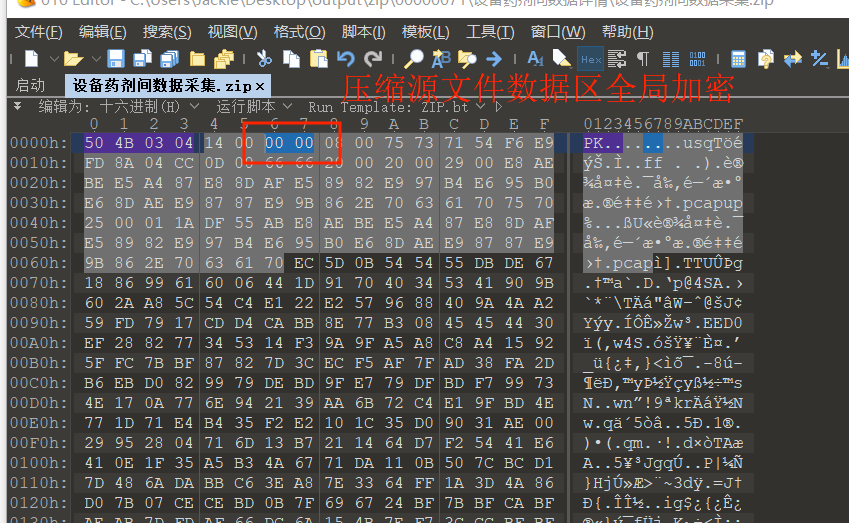 010 Editor - C:\Users\jackie\Desktop\output\zip\00000071\设备药剂间数据详情\设备药剂间数据采集.zip
文件(F) 编辑(E) 搜索(S) 视图(V) 格式(O) 脚本(I) 模板(L) 工具(T) 窗口(W) 帮助(H)
Hex
启动 设备药剂间数据采集.zip×
压缩源文件数据区全局加密
编辑为: 十六进制(H) 运行脚本 Run Template: ZIP.bt
0 1 2 3 4 5 6 7 8 9 A B C D E F 0123456789ABCDEF
0000h: 50 4B 03 04 14 00 00 00 08 00 75 73 71 54 F6 E9 PK........usqTöé
0010h: FD 8A 04 CC 0D 00 66 66 20 00 20 00 29 00 E8 AE ýŠ.Ì..ff . .).è®
0020h: BE E5 A4 87 E8 8D AF E5 89 82 E9 97 B4 E6 95 B0 ¾å¤‡è.¯å‰‚é—´æ•°
0030h: E6 8D AE E9 87 87 E9 9B 86 2E 70 63 61 70 75 70 æ.®é‡‡é›†.pcapup
0040h: 25 00 01 1A DF 55 AB E8 AE BE E5 A4 87 E8 8D AF %...ßU«è®¾å¤‡è.¯
0050h: E5 89 82 E9 97 B4 E6 95 B0 E6 8D AE E9 87 87 E9 å‰‚é—´æ•°æ.®é‡‡é
0060h: 9B 86 2E 70 63 61 70 EC 5D 0B 54 54 55 DB DE 67 ›†.pcapì].TTUÛÞg
0070h: 18 86 99 61 60 06 44 1D 91 70 40 34 53 41 90 9B .†™a`.D.‘p@4SA.›
0080h: 60 2A A8 5C 54 C4 E1 22 E2 57 96 88 40 9A 4A A2 `*¨\TÄá"âW–ˆ@šJ¢
0090h: 59 FD 79 17 CD D4 CA BB 8E 77 B3 08 45 45 44 30 Yýy.ÍÔÊ»Žw³.EED0
00A0h: EF 28 82 77 34 53 14 F3 9A 9F A5 A8 C8 A4 15 92 ï(‚w4S.óšŸ¥¨È¤.’
00B0h: 5F FC 7B BF 87 82 7D 3C EC F5 AF 7F AD 38 FA 2D _ü{¿‡‚}<ìõ¯.­8ú-
00C0h: B6 EB D0 82 99 79 DE BD 9F E7 79 DF BD F7 99 73 ¶ëÐ‚™yÞ½Ÿçyß½÷™s
00D0h: 4E 17 0A 77 6E 94 21 39 AA 6B 72 C4 E1 9F BD 4E N..wn”!9ªkrÄáŸ½N
00E0h: 77 1D 71 E4 B4 35 F2 E2 10 1C 35 D0 90 31 AE 00 w.qä´5òâ..5Ð.1®.
00F0h: 29 95 28 04 71 6D 13 B7 21 14 64 D7 F2 54 41 E6 )•(.qm.·!.d×òTAæ
0100h: 41 0E 1F 35 A5 B3 4A 67 71 DA 11 0B 50 7C BC D1 A..5¥³JgqÚ..P|¼Ñ
0110h: 7D 48 6A DA BB C6 3E A8 7E 33 64 FF 1A 3D 4A 86 }HjÚ»Æ>¨~3dÿ.=J†
0120h: D0 7B 07 CE CE BD 0B 7F 69 67 24 BF 7B BF CA BF Ð{.ÎÎ½..ig$¿{¿Ê¿